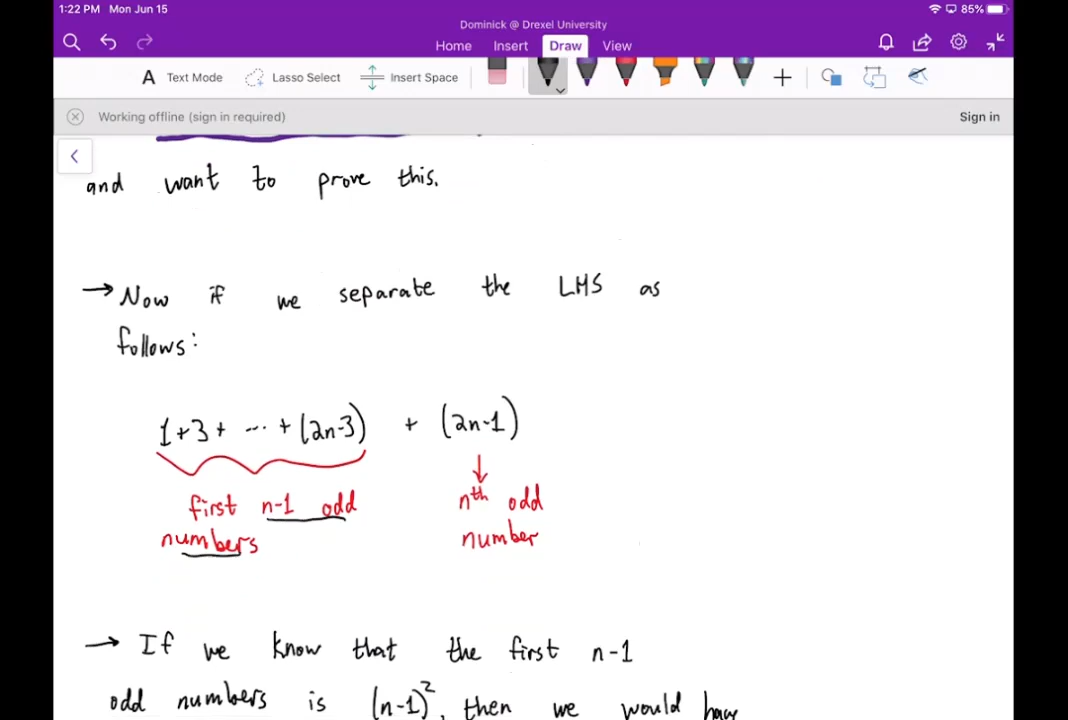 1:22 PM Mon Jun 15
85%
Dominick @ Drexel University
Home Insert Draw View
A Text Mode Lasso Select Insert Space
Working offline (sign in required) Sign in
and want to prove this.
→ Now if we separate the LHS as
follows:
1+3+ ... + (2n-3) + (2n-1)
first n-1 odd
numbers
nth odd
number
→ If we know that the first n-1
odd numbers is (n-1)², then we would have